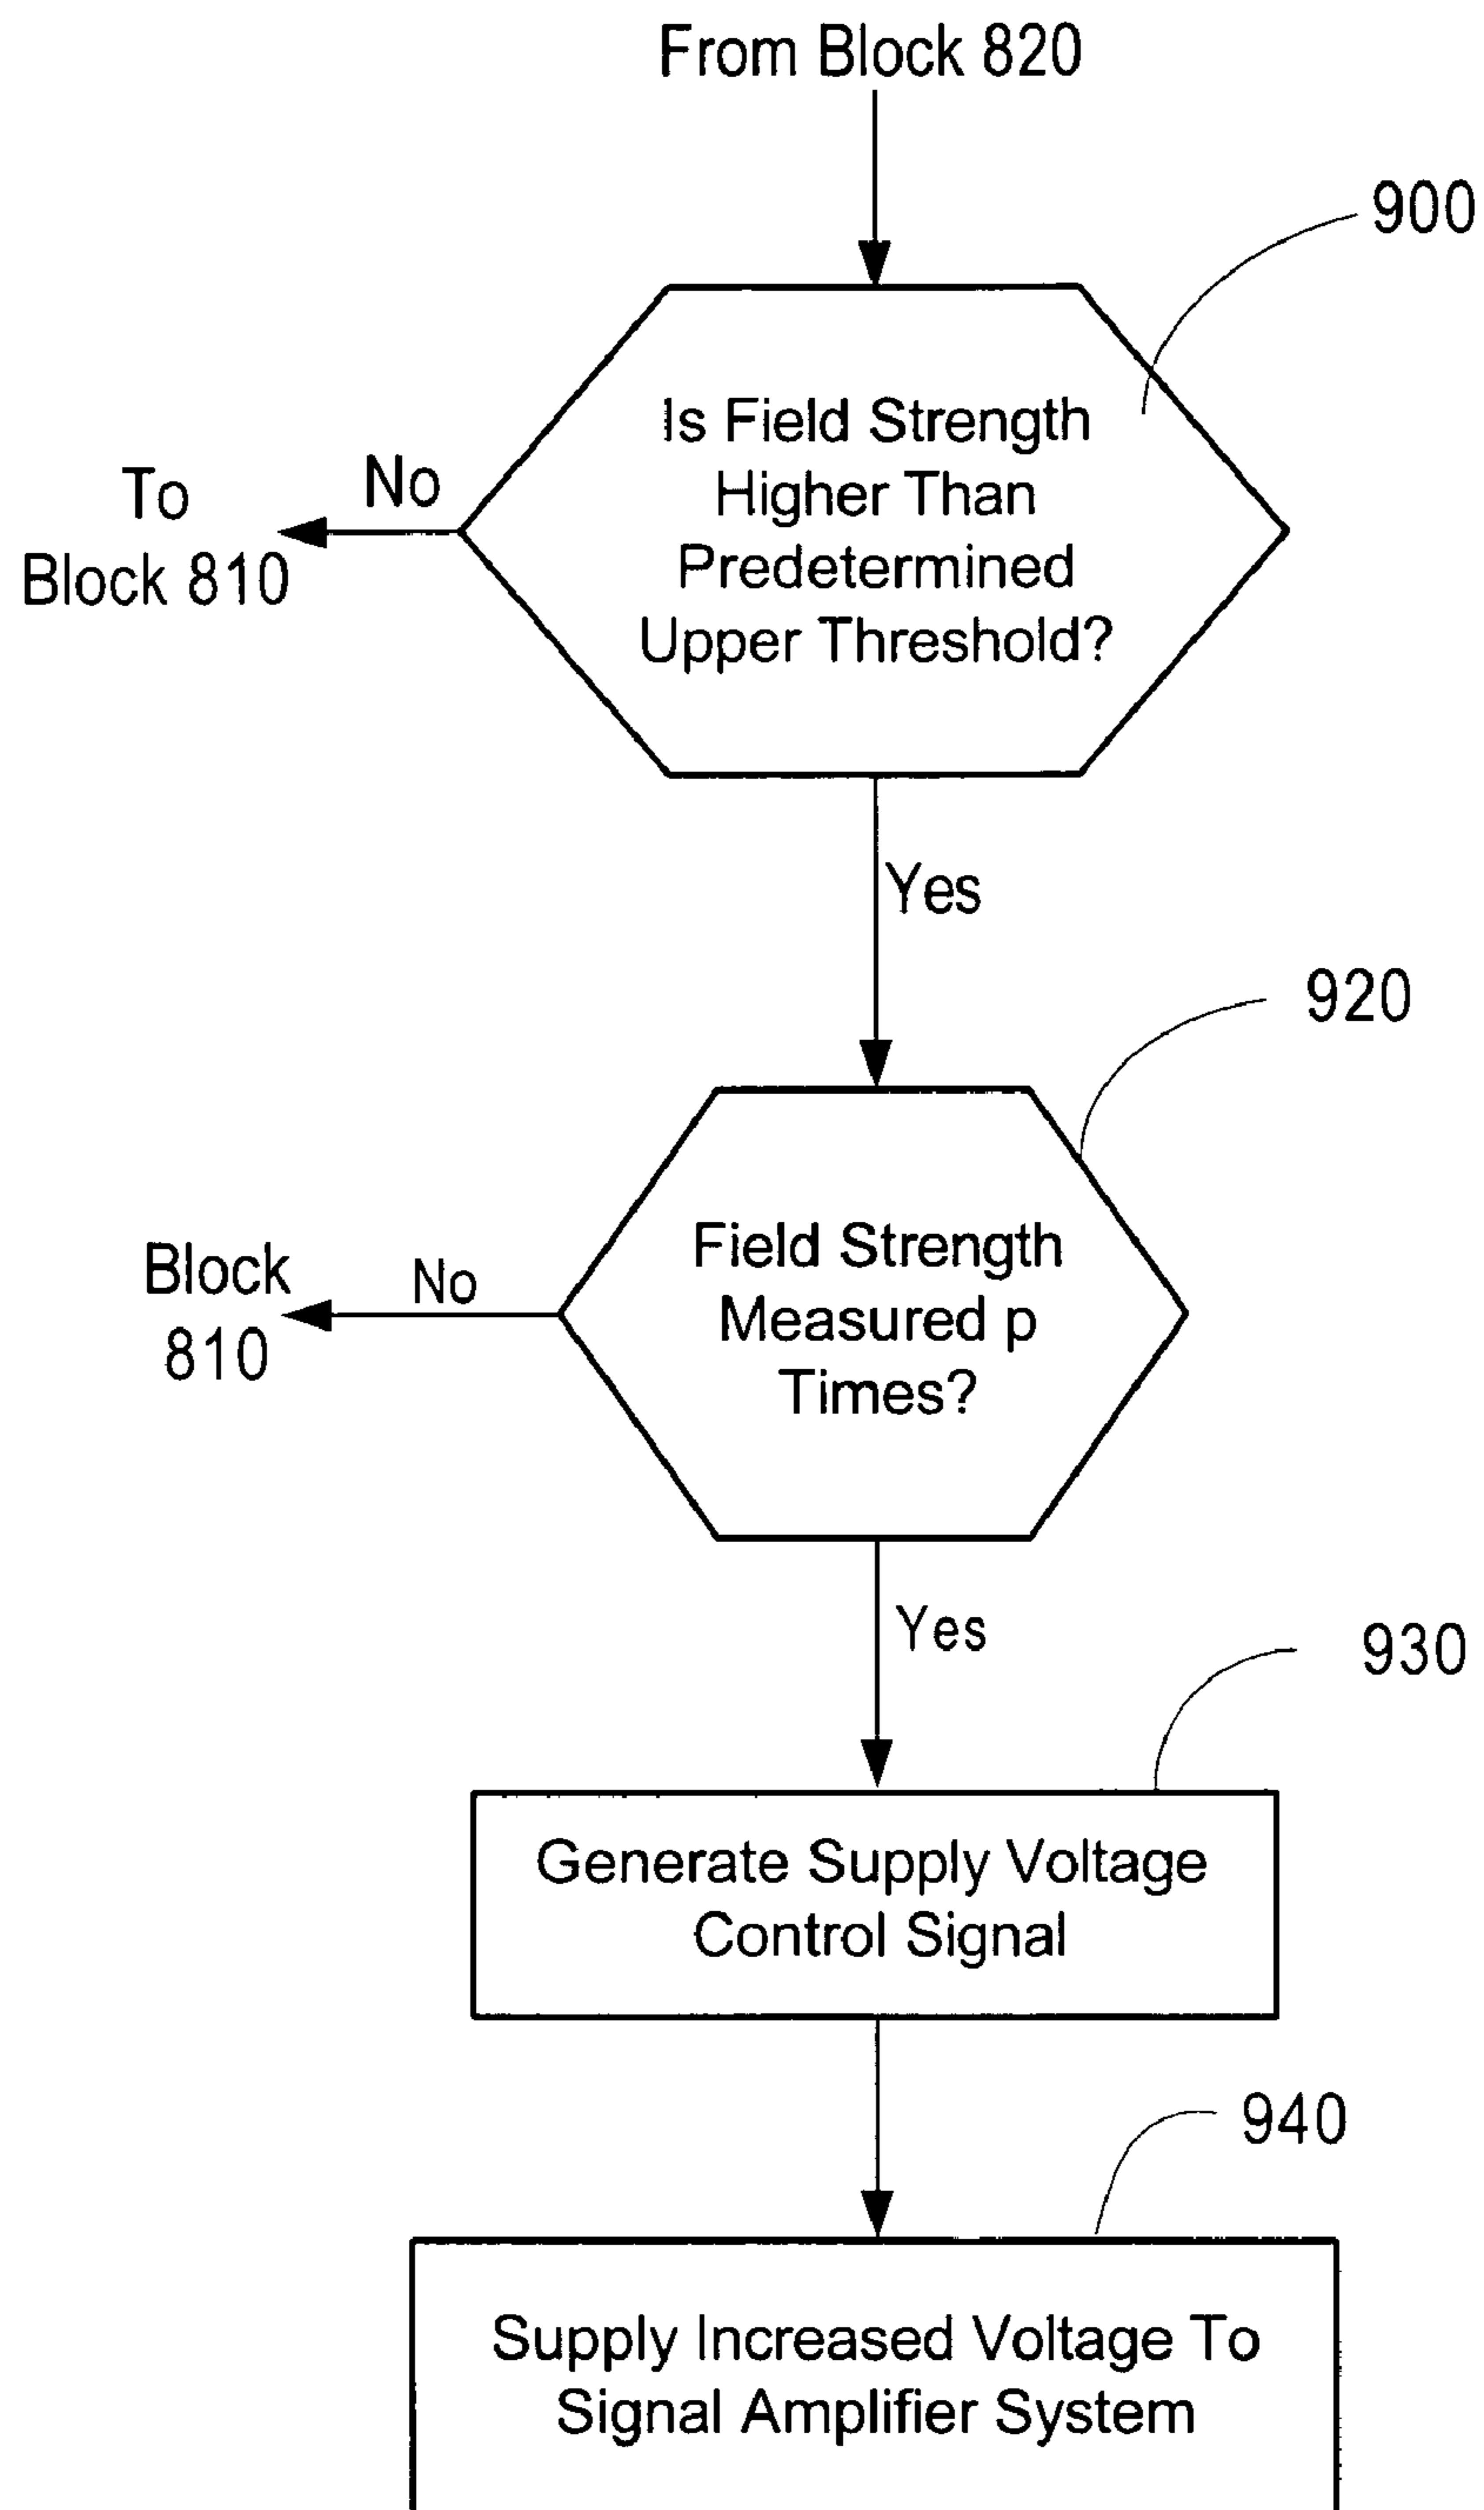 From Block 820
900
Is Field Strength
Higher Than
Predetermined
Upper Threshold?
No
To
Block 810
Yes
920
Field Strength
Measured p
Times?
No
Block
810
Yes
930
Generate Supply Voltage
Control Signal
940
Supply Increased Voltage To
Signal Amplifier System